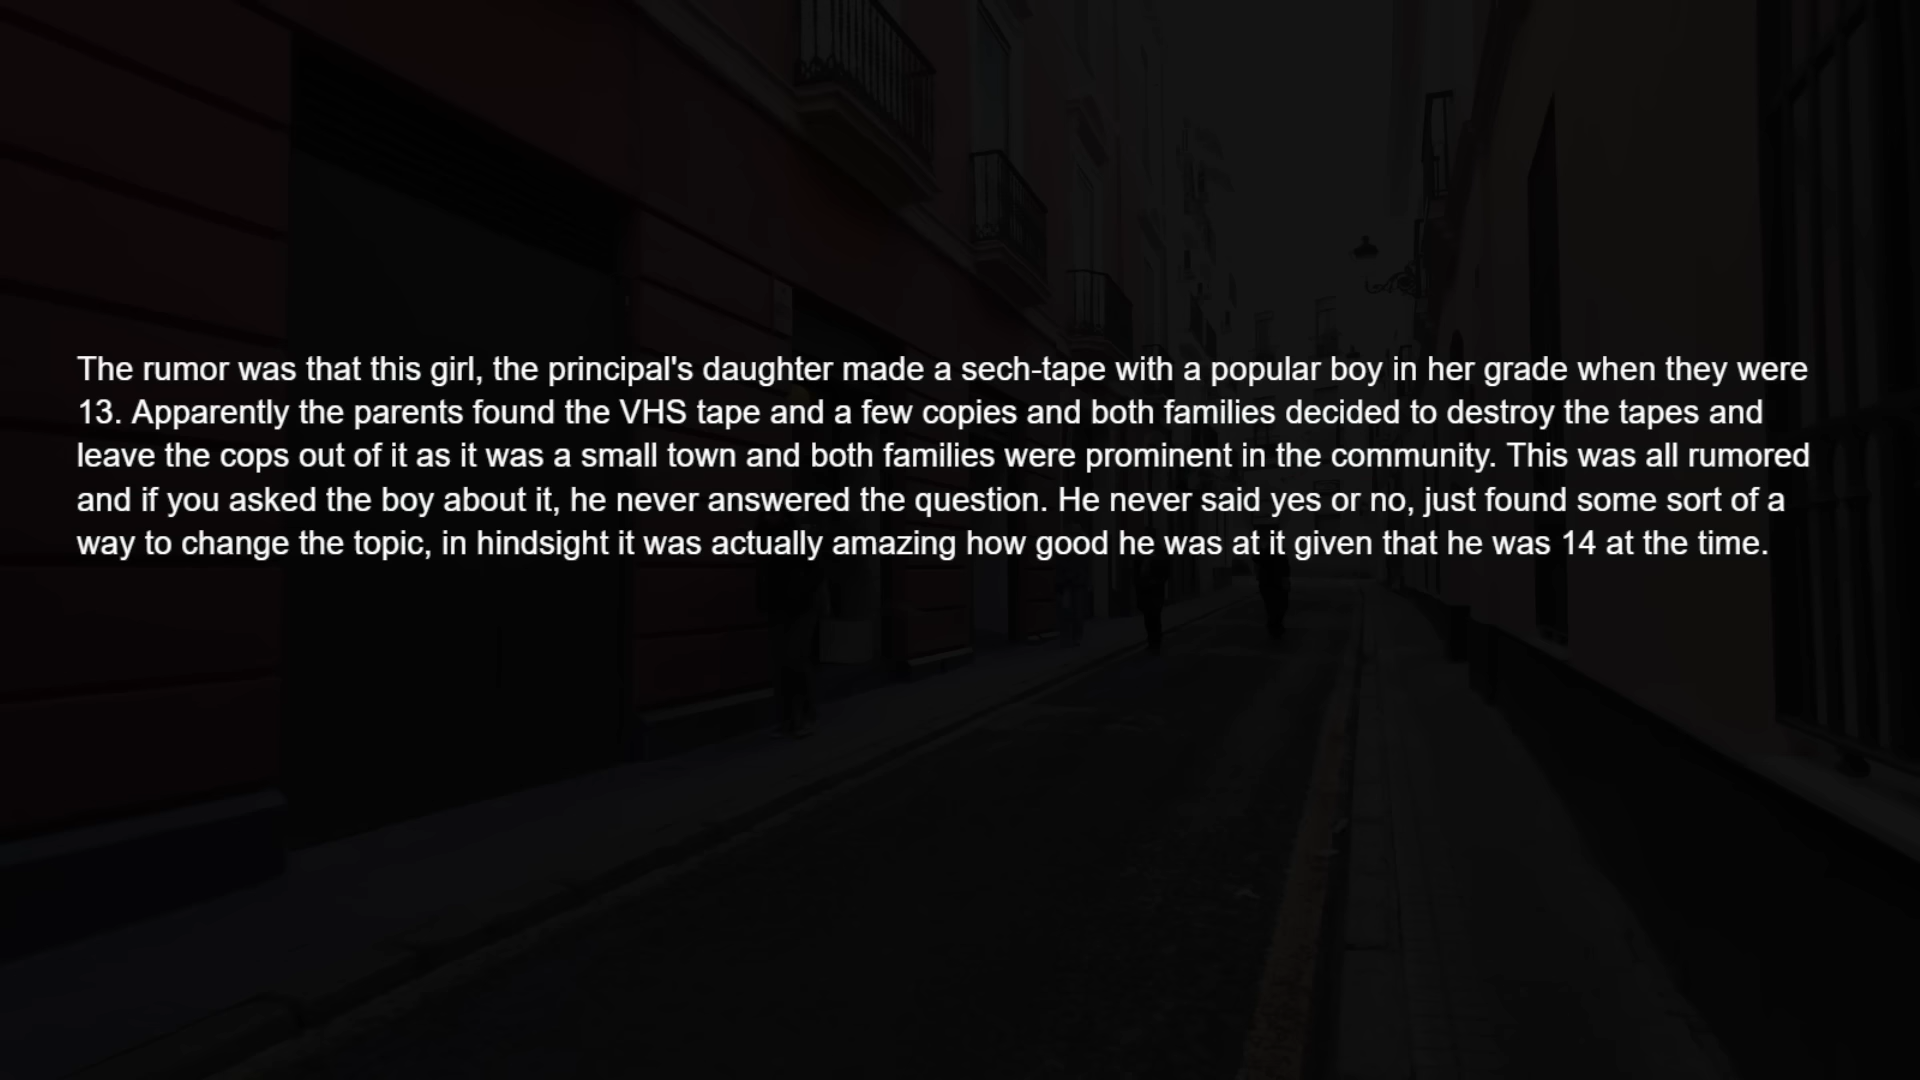 The rumor was that this girl, the principal's daughter made a sech-tape with a popular boy in her grade when they were
13. Apparently the parents found the VHS tape and a few copies and both families decided to destroy the tapes and
leave the cops out of it as it was a small town and both families were prominent in the community. This was all rumored
and if you asked the boy about it, he never answered the question. He never said yes or no, just found some sort of a
way to change the topic, in hindsight it was actually amazing how good he was at it given that he was 14 at the time.